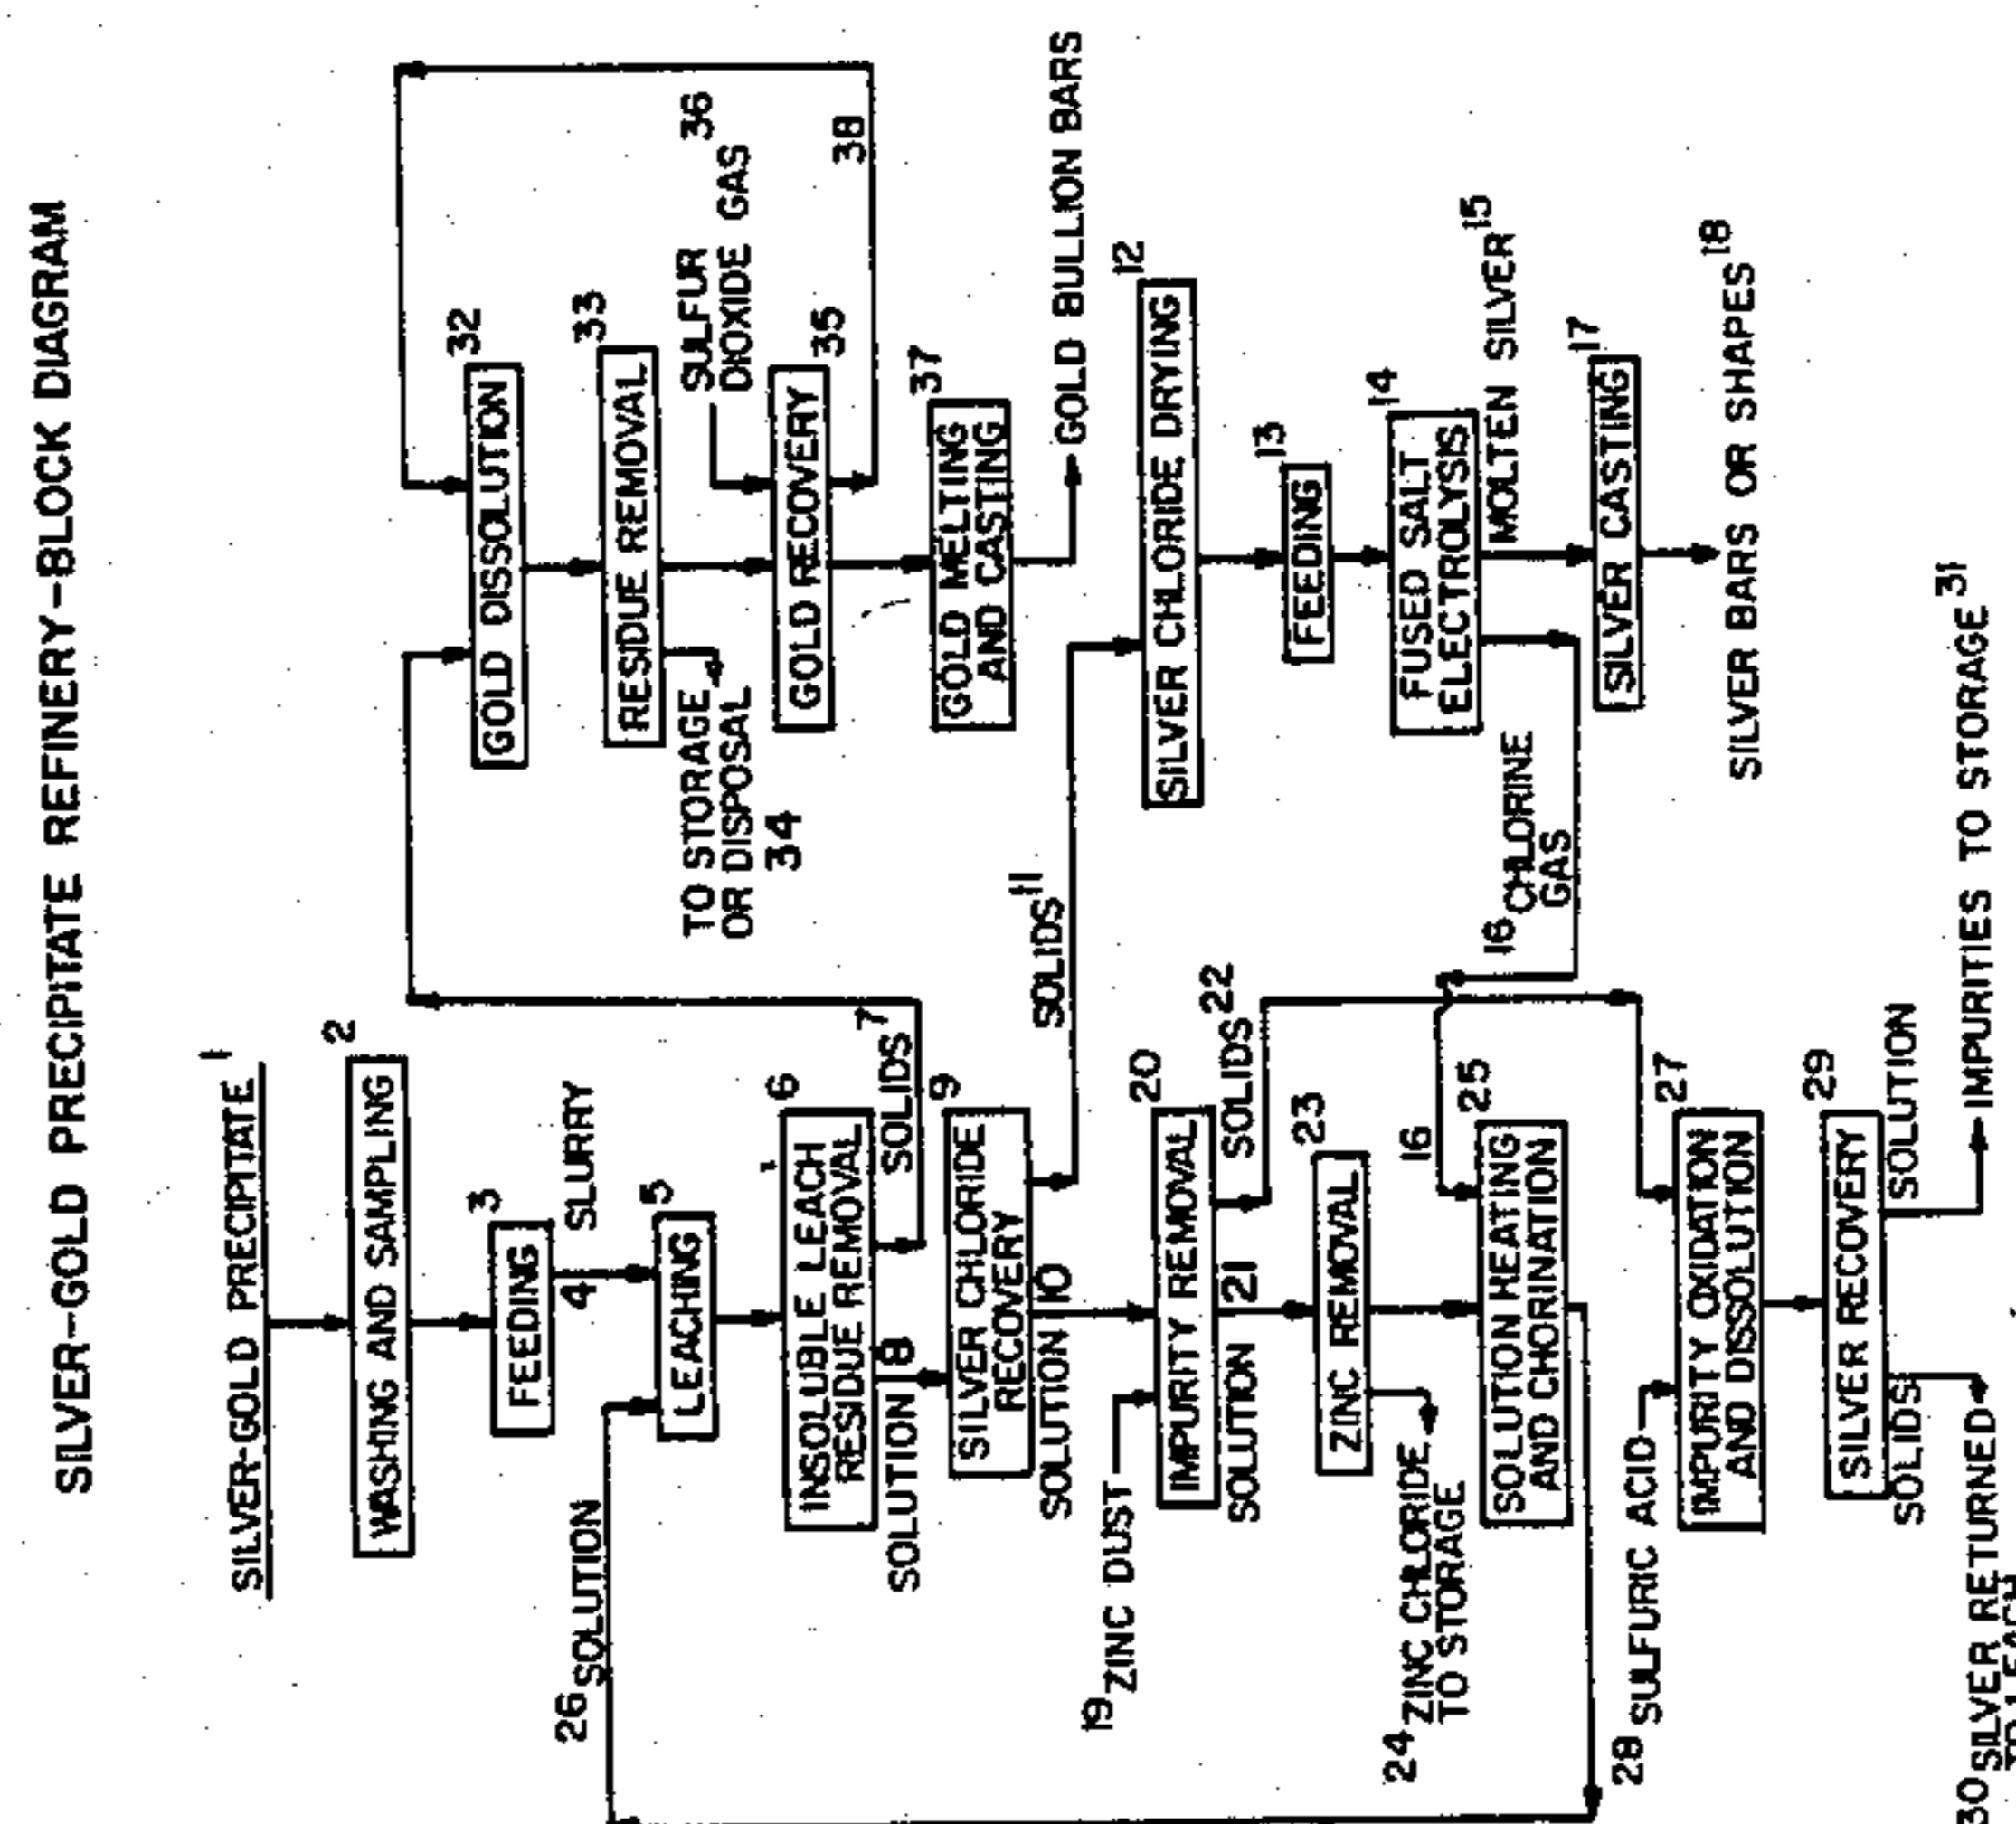 SILVER-GOLD PRECIPITATE REFINERY-BLOCK DIAGRAM
SILVER-GOLD PRECIPITATE 1
WASHING AND SAMPLING 2
FEEDING 3
4 SLURRY
26 SOLUTION
LEACHING 5
INSOLUBLE LEACH 6
RESIDUE REMOVAL
SOLUTION 8
SOLIDS 7
SILVER CHLORIDE 9
RECOVERY
SOLUTION 10
SOLIDS 11
19 ZINC DUST
IMPURITY REMOVAL 20
SOLUTION 21
SOLIDS 22
ZINC REMOVAL 23
24 ZINC CHLORIDE
TO STORAGE
16
SOLUTION HEATING 25
AND CHORINATION
28 SULFURIC ACID
IMPURITY OXIDATION 27
AND DISSOLUTION
SILVER RECOVERY 29
SOLIDS
SOLUTION
30 SILVER RETURNED
TO LEACH
IMPURITIES TO STORAGE 31
GOLD DISSOLUTION 32
RESIDUE REMOVAL 33
TO STORAGE
OR DISPOSAL
34
SULFUR
DIOXIDE GAS 36
GOLD RECOVERY 35
38
GOLD MELTING 37
AND CASTING
GOLD BULLION BARS
SILVER CHLORIDE DRYING 12
FEEDING 13
FUSED SALT 14
ELECTROLYSIS
16 CHLORINE
GAS
MOLTEN SILVER 15
SILVER CASTING 17
SILVER BARS OR SHAPES 18